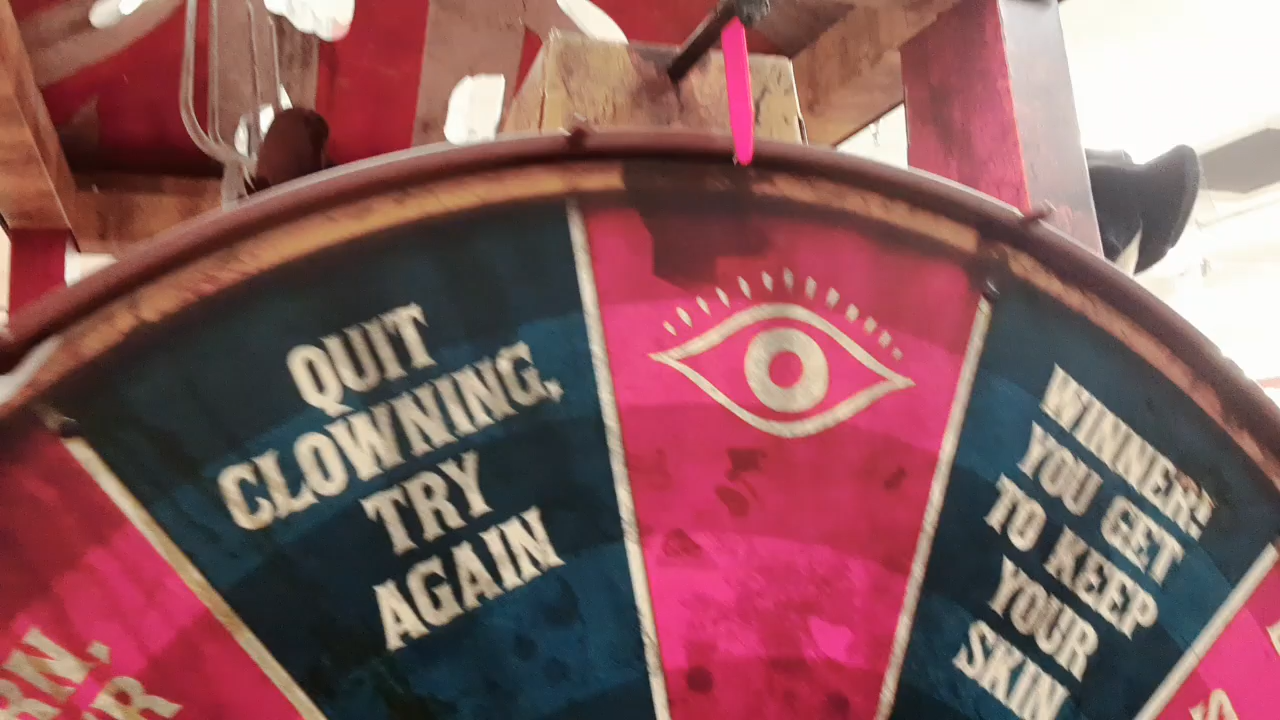 QUIT
CLOWNING,
TRY
AGAIN
WINNER!
YOU GET
TO KEEP
YOUR
SKIN